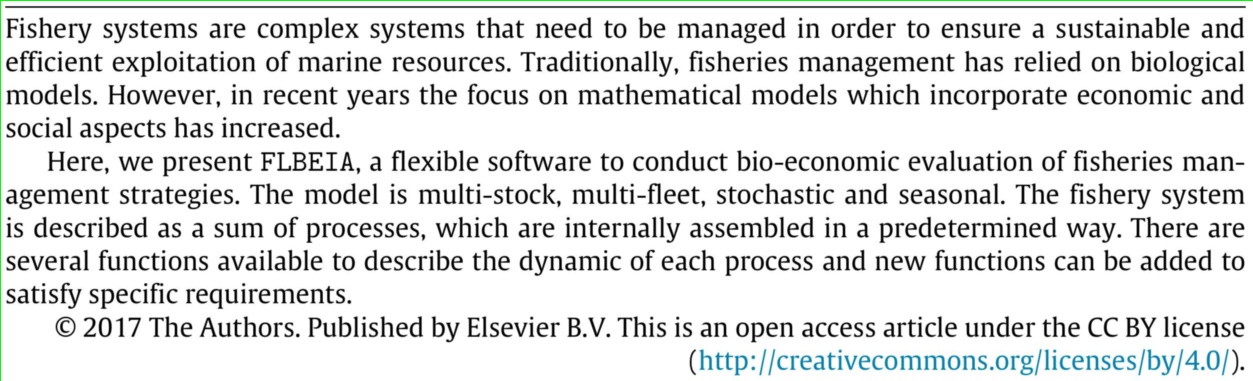 Fishery systems are complex systems that need to be managed in order to ensure a sustainable and
efficient exploitation of marine resources. Traditionally, fisheries management has relied on biological
models. However, in recent years the focus on mathematical models which incorporate economic and
social aspects has increased.
Here, we present FLBEIA, a flexible software to conduct bio-economic evaluation of fisheries man-
agement strategies. The model is multi-stock, multi-fleet, stochastic and seasonal. The fishery system
is described as a sum of processes, which are internally assembled in a predetermined way. There are
several functions available to describe the dynamic of each process and new functions can be added to
satisfy specific requirements.
© 2017 The Authors. Published by Elsevier B.V. This is an open access article under the CC BY license
(http://creativecommons.org/licenses/by/4.0/).